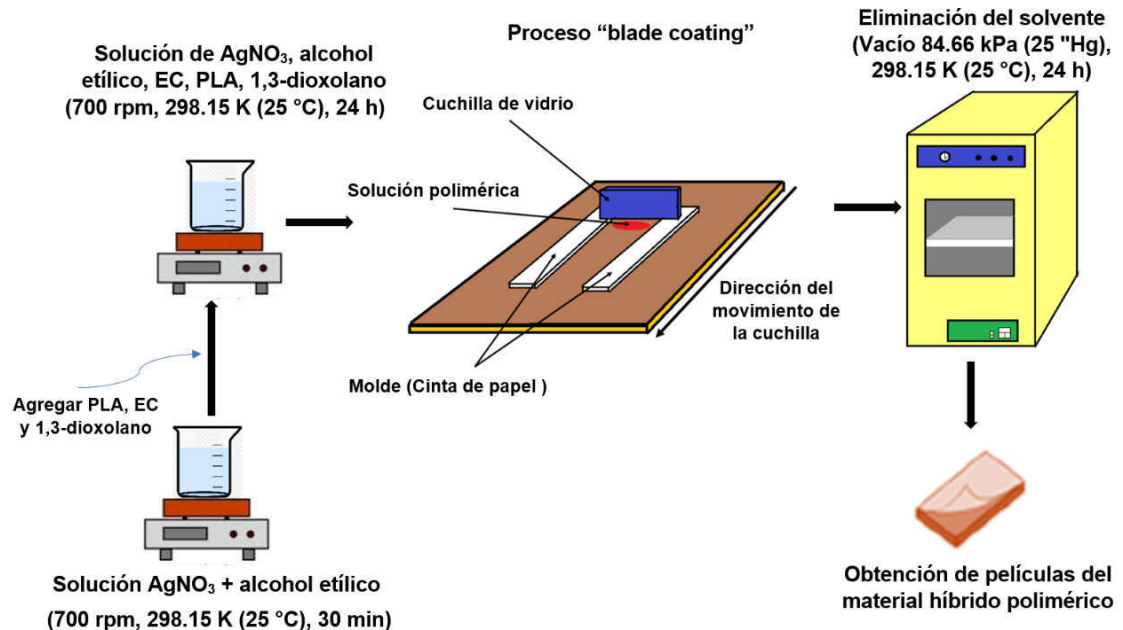 Solución de AgNO₃, alcohol
etílico, EC, PLA, 1,3-dioxolano
(700 rpm, 298.15 K (25 °C), 24 h)
Proceso “blade coating”
Eliminación del solvente
(Vacío 84.66 kPa (25 "Hg),
298.15 K (25 °C), 24 h)
Cuchilla de vidrio
Solución polimérica
Dirección del
movimiento de
la cuchilla
Molde (Cinta de papel )
Agregar PLA, EC
y 1,3-dioxolano
Solución AgNO₃ + alcohol etílico
(700 rpm, 298.15 K (25 °C), 30 min)
Obtención de películas del
material híbrido polimérico